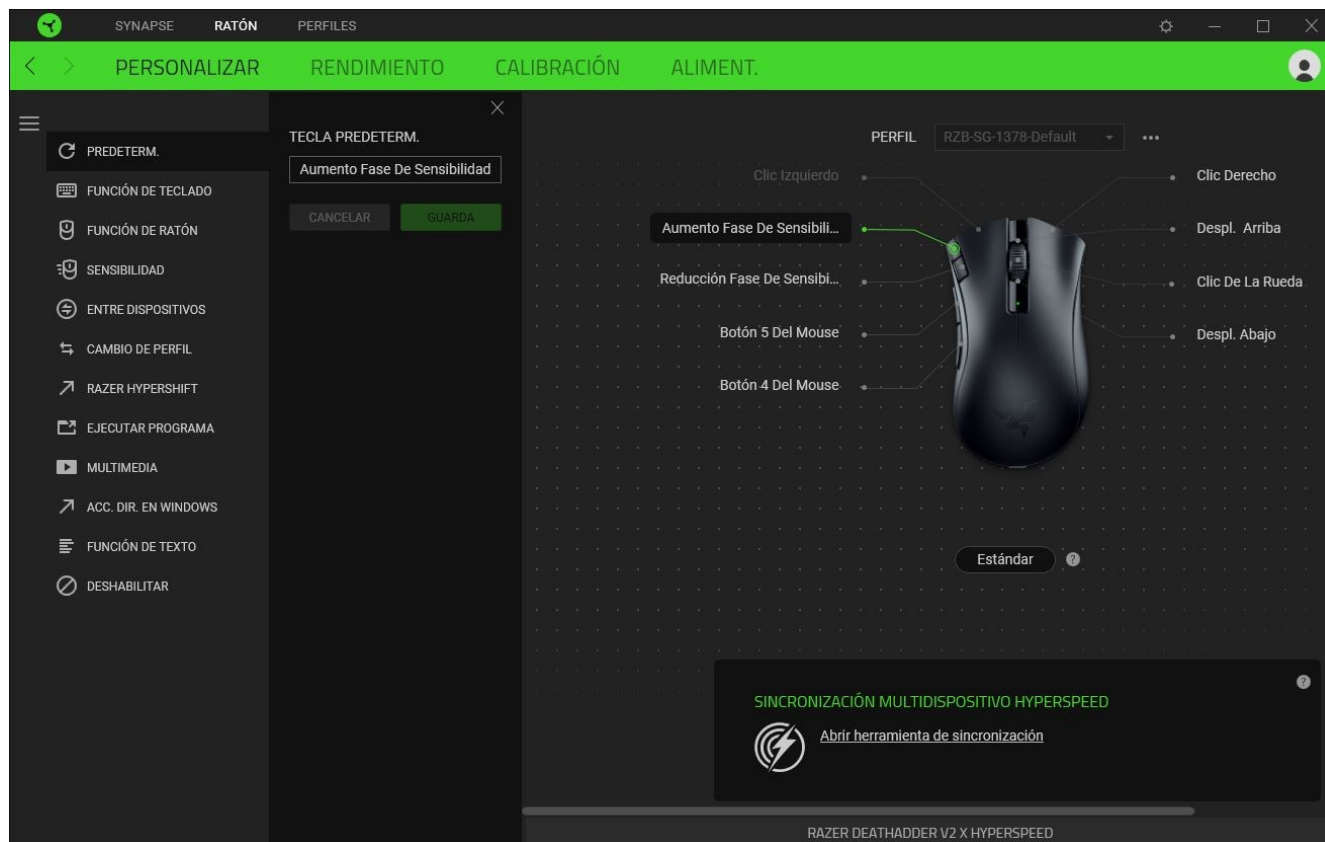 SYNAPSE RATÓN PERFILES
PERSONALIZAR RENDIMIENTO CALIBRACIÓN ALIMENT.
PREDETERM.
FUNCIÓN DE TECLADO
FUNCIÓN DE RATÓN
SENSIBILIDAD
ENTRE DISPOSITIVOS
CAMBIO DE PERFIL
RAZER HYPERSHIFT
EJECUTAR PROGRAMA
MULTIMEDIA
ACC. DIR. EN WINDOWS
FUNCIÓN DE TEXTO
DESHABILITAR
TECLA PREDETERM.
Aumento Fase De Sensibilidad
CANCELAR GUARDA
PERFIL RZB-SG-1378-Default
Clic Izquierdo
Aumento Fase De Sensibili...
Reducción Fase De Sensibi...
Botón 5 Del Mouse
Botón 4 Del Mouse
Clic Derecho
Despl. Arriba
Clic De La Rueda
Despl. Abajo
Estándar ?
SINCRONIZACIÓN MULTIDISPOSITIVO HYPERSPEED ?
Abrir herramienta de sincronización
RAZER DEATHADDER V2 X HYPERSPEED